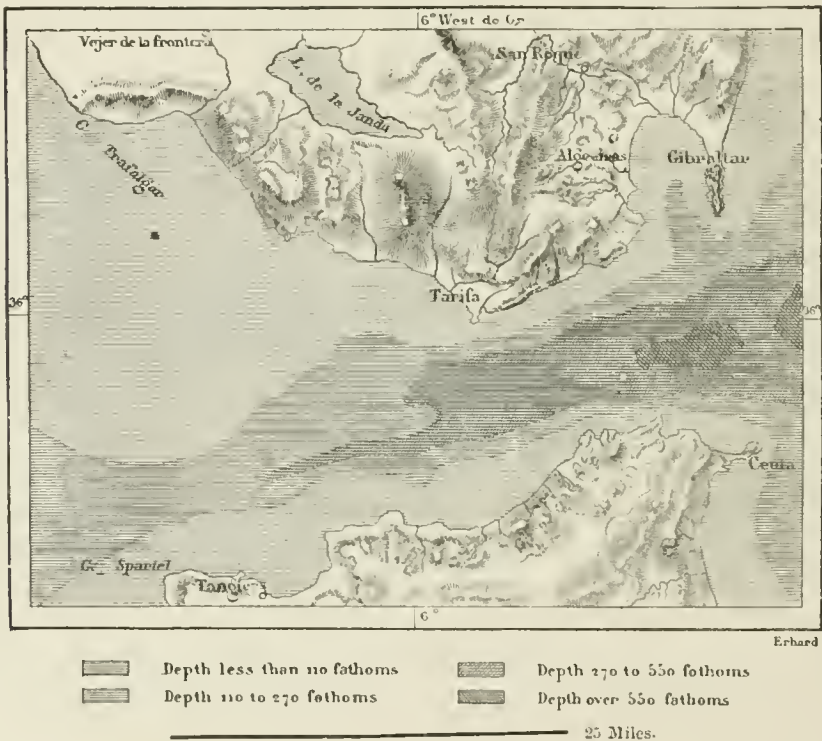 6° West de Gr
Vejer de la frontera
San Roque
L. de la Janda
C. Trafalgar
Algeciras
Gibraltar
36°
Tarifa
36°
Ceuta
C. Spartel
Tangiers
6°
Erhard
Depth less than 110 fathoms
Depth 270 to 550 fothoms
Depth 110 to 270 fathoms
Depth over 550 fathoms
25 Miles.